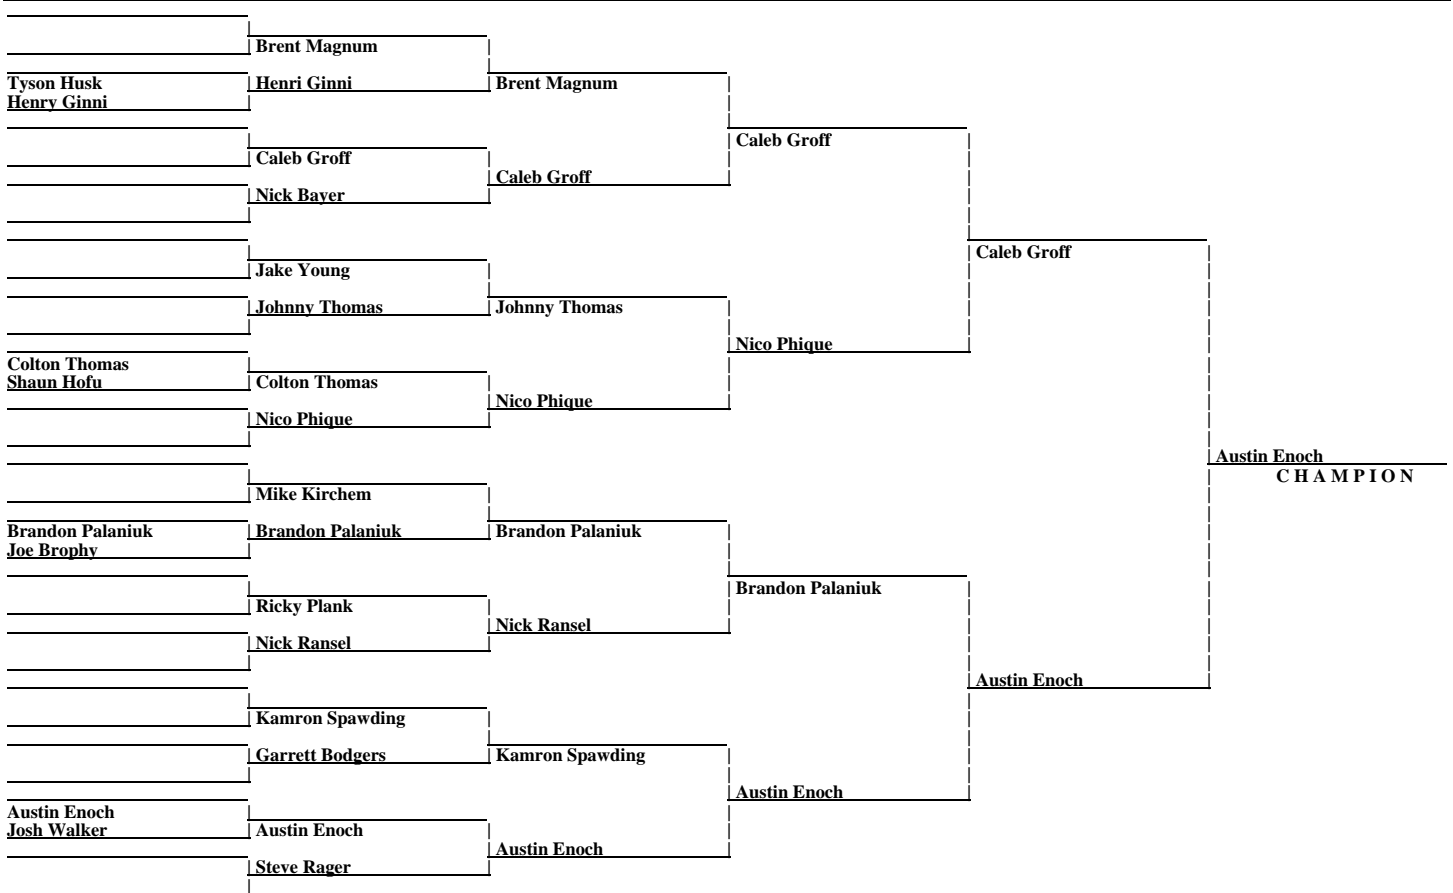 Brent Magnum
Tyson Husk Henri Ginni Brent Magnum
Henry Ginni
Caleb Groff
Caleb Groff
Caleb Groff
Nick Bayer
Caleb Groff
Jake Young
Johnny Thomas Johnny Thomas
Nico Phique
Colton Thomas
Shaun Hofu Colton Thomas
Nico Phique
Nico Phique
Austin Enoch
CHAMPION
Mike Kirchem
Brandon Palaniuk Brandon Palaniuk Brandon Palaniuk
Joe Brophy
Brandon Palaniuk
Ricky Plank
Nick Ransel
Nick Ransel
Austin Enoch
Kamron Spawding
Garrett Bodgers Kamron Spawding
Austin Enoch
Austin Enoch
Josh Walker Austin Enoch
Austin Enoch
Steve Rager